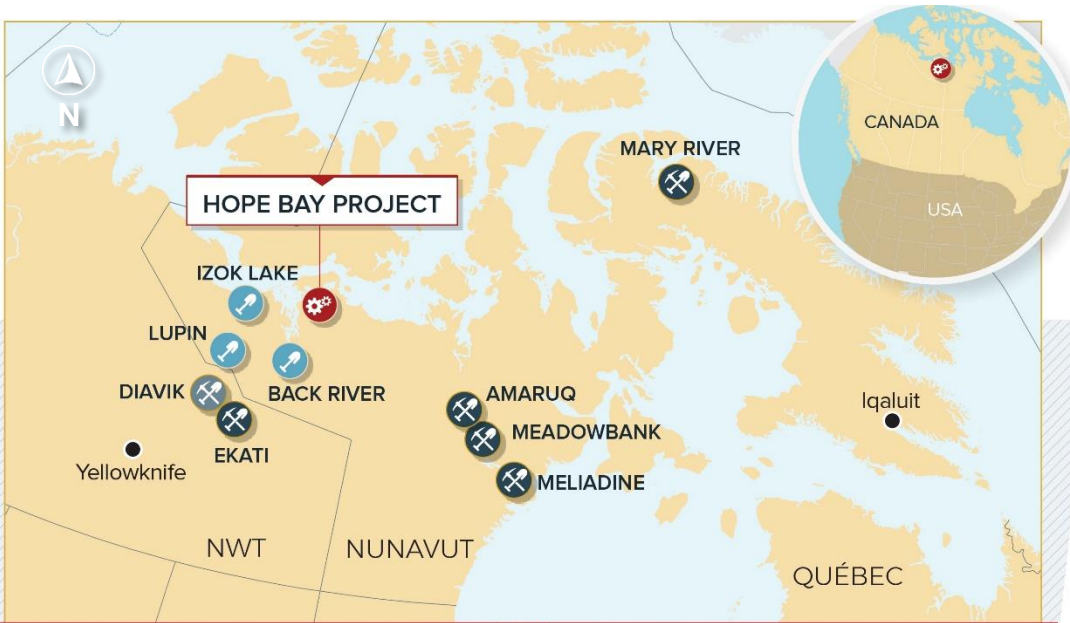 N
CANADA
USA
MARY RIVER
HOPE BAY PROJECT
IZOK LAKE
LUPIN
DIAVIK
BACK RIVER
AMARUQ
Iqaluit
MEADOWBANK
EKATI
Yellowknife
MELIADINE
NWT
NUNAVUT
QUÉBEC